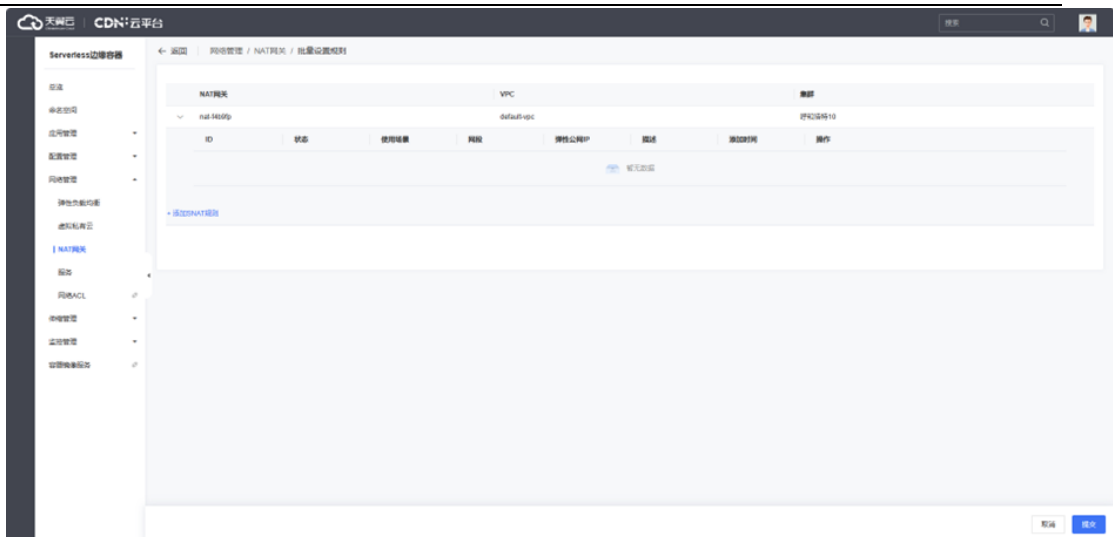 天翼云 CDN云平台 搜索
Serverless边缘容器
← 返回 网络管理 / NAT网关 / 批量设置规则
总览
命名空间
应用管理
配置管理
网络管理
弹性负载均衡
虚拟私有云
NAT网关
服务
网络ACL
存储管理
监控管理
容器镜像服务
NAT网关 VPC 集群
default-vpc 呼和浩特10
ID 状态 使用场景 网段 弹性公网IP 描述 添加时间 操作
暂无数据
+ 添加SNAT规则
取消 提交